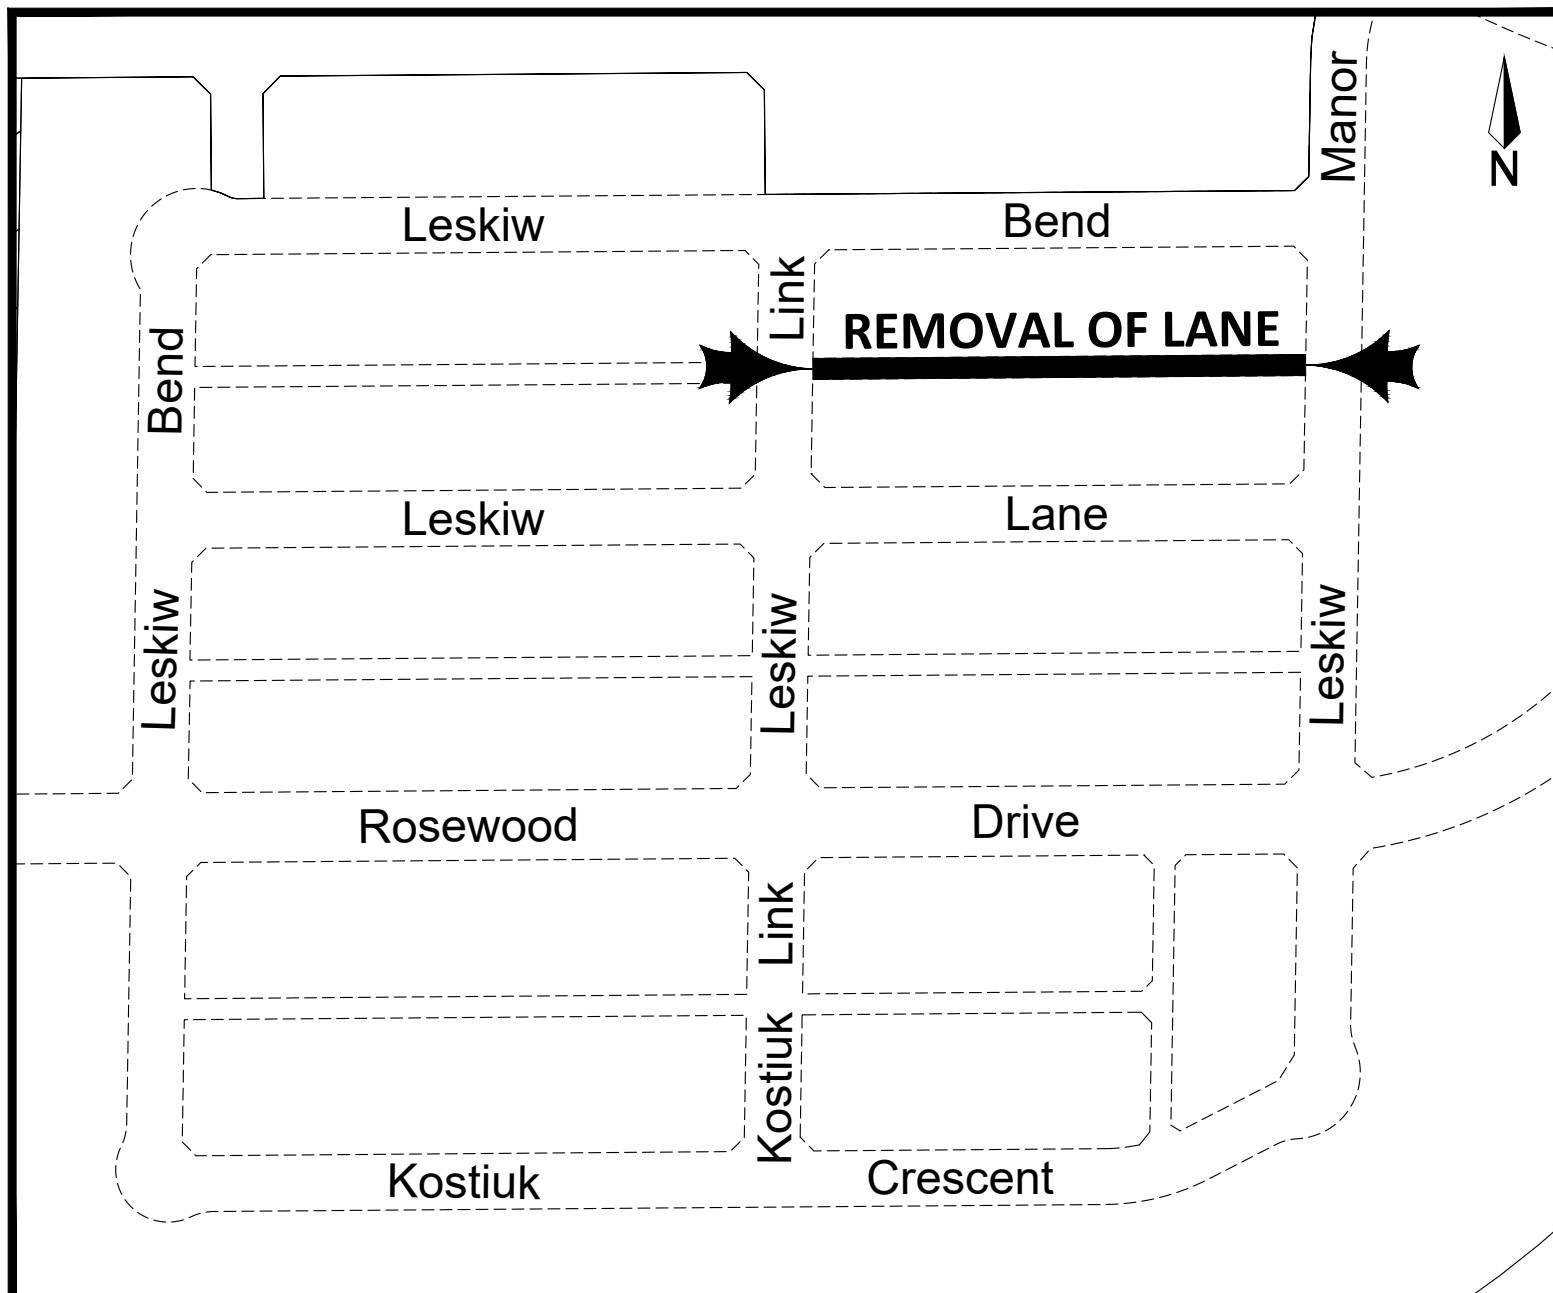 Manor
N
Leskiw Bend
Link
REMOVAL OF LANE
Bend
Leskiw Lane
Leskiw
Leskiw
Leskiw
Rosewood Drive
Link
Kostiuk
Kostiuk Crescent